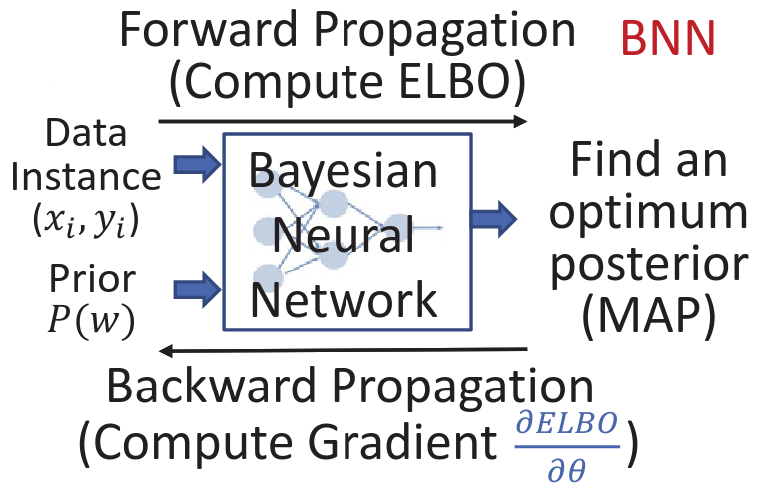 Forward Propagation
(Compute ELBO)
BNN
Data
Instance
(𝑥ᵢ, 𝑦ᵢ)
Prior
𝑃(𝑤)
Bayesian
Neural
Network
Find an
optimum
posterior
(MAP)
Backward Propagation
(Compute Gradient ∂ELBO/∂θ)